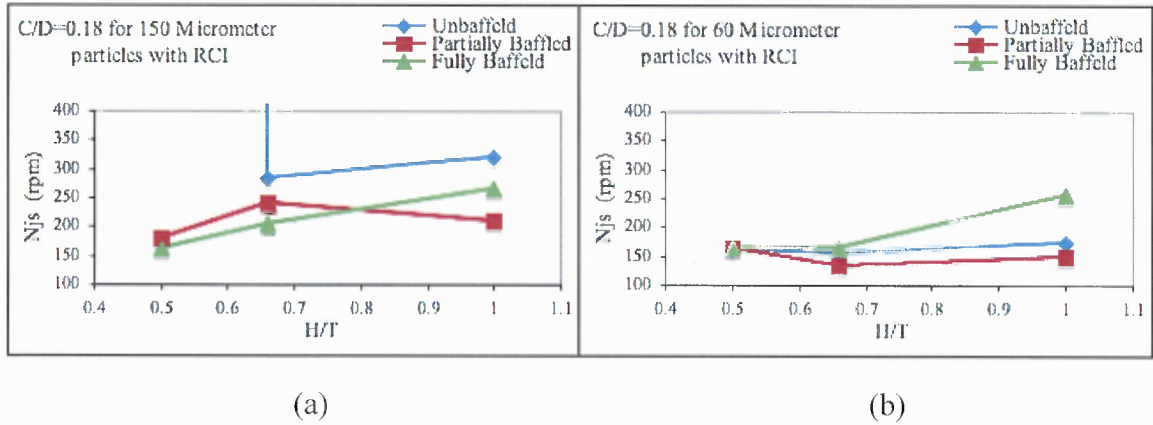 C/D=0.18 for 150 Micrometer
particles with RCI
Unbaffeld
Partially Baffled
Fully Baffeld
400
350
300
250
200
150
100
Njs (rpm)
0.4 0.5 0.6 0.7 0.8 0.9 1 1.1
H/T
(a)
C/D=0.18 for 60 Micrometer
particles with RCI
Unbaffeld
Partially Baffled
Fully Baffeld
400
350
300
250
200
150
100
Njs (rpm)
0.4 0.5 0.6 0.7 0.8 0.9 1 1.1
H/T
(b)